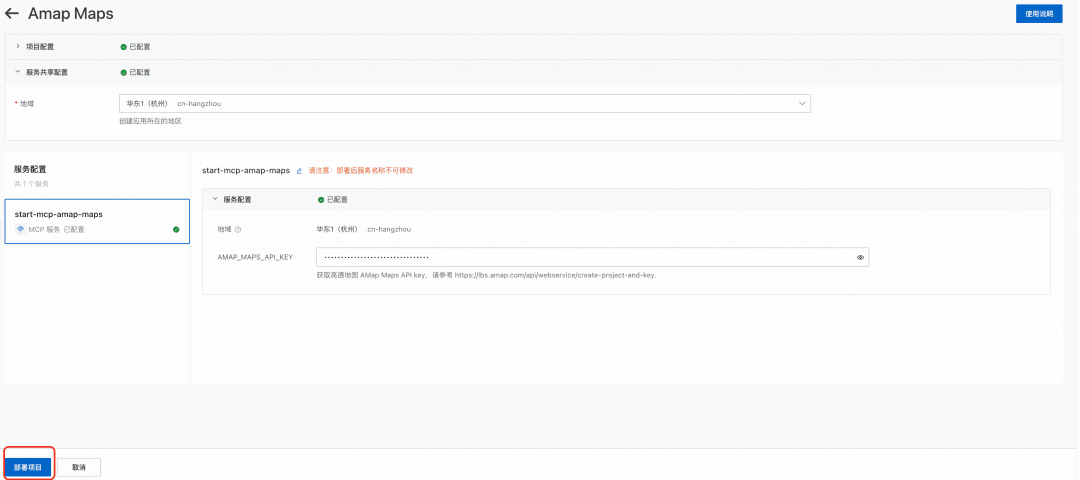 Amap Maps
使用说明
项目配置 已配置
服务共享配置 已配置
* 地域 华东1（杭州） cn-hangzhou
创建应用所在的地区
服务配置
共 1 个服务
start-mcp-amap-maps
MCP 服务 已配置
start-mcp-amap-maps 请注意：部署后服务名称不可修改
服务配置 已配置
地域 华东1（杭州） cn-hangzhou
AMAP_MAPS_API_KEY ································
获取高德地图 AMap Maps API key，请参考 https://lbs.amap.com/api/webservice/create-project-and-key.
部署项目 取消